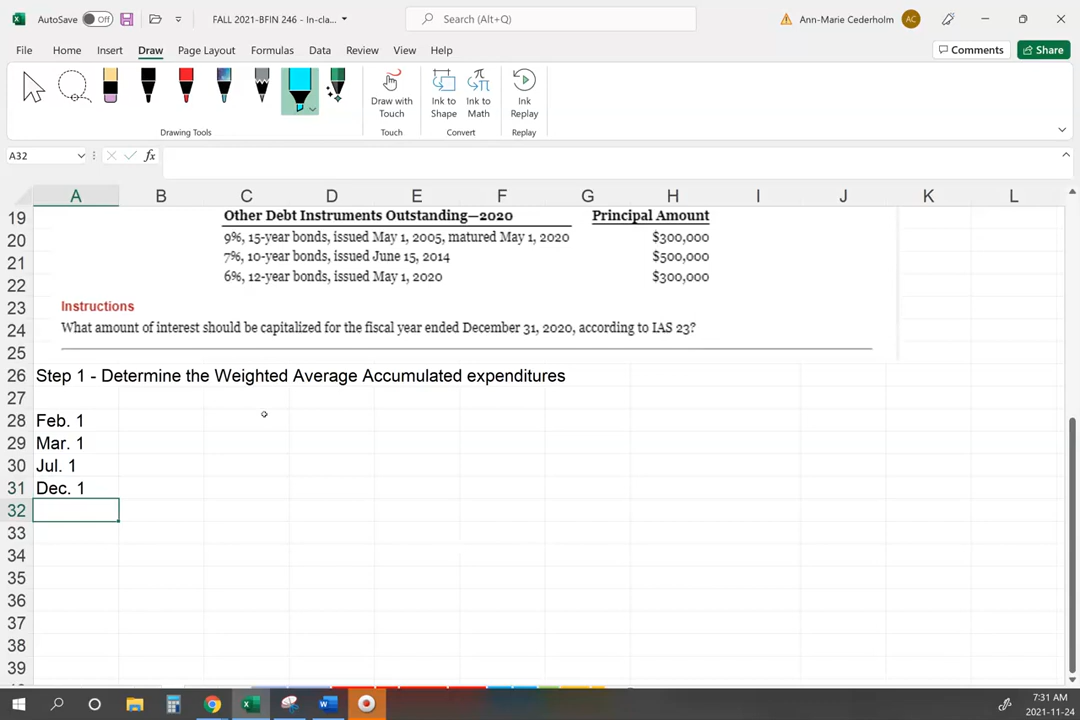 AutoSave Off FALL 2021-BFIN 246 - In-cla... Search (Alt+Q) Ann-Marie Cederholm AC
File Home Insert Draw Page Layout Formulas Data Review View Help Comments Share
Draw with Touch
Ink to Shape
Ink to Math
Ink Replay
Drawing Tools Touch Convert Replay
A32 fx
A B C D E F G H I J K L
19 Other Debt Instruments Outstanding—2020 Principal Amount
20 9%, 15-year bonds, issued May 1, 2005, matured May 1, 2020 $300,000
21 7%, 10-year bonds, issued June 15, 2014 $500,000
22 6%, 12-year bonds, issued May 1, 2020 $300,000
23 Instructions
24 What amount of interest should be capitalized for the fiscal year ended December 31, 2020, according to IAS 23?
25
26 Step 1 - Determine the Weighted Average Accumulated expenditures
27
28 Feb. 1
29 Mar. 1
30 Jul. 1
31 Dec. 1
32
33
34
35
36
37
38
39
7:31 AM
2021-11-24